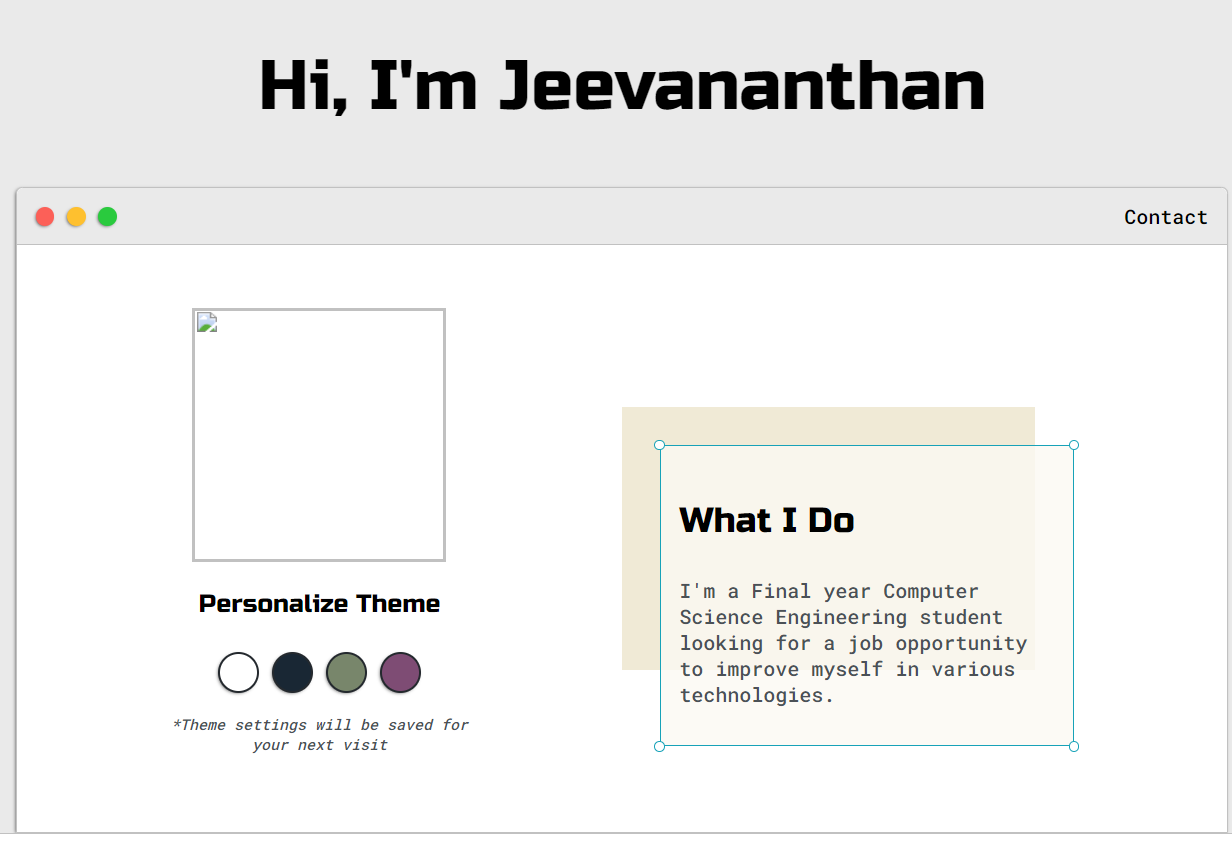 Hi, I'm Jeevananthan
Contact
Personalize Theme
*Theme settings will be saved for
your next visit
What I Do
I'm a Final year Computer
Science Engineering student
looking for a job opportunity
to improve myself in various
technologies.